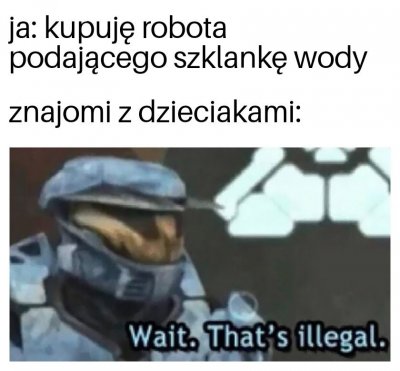 ja: kupuję robota
podającego szklankę wody
znajomi z dzieciakami:
Wait. That's illegal.